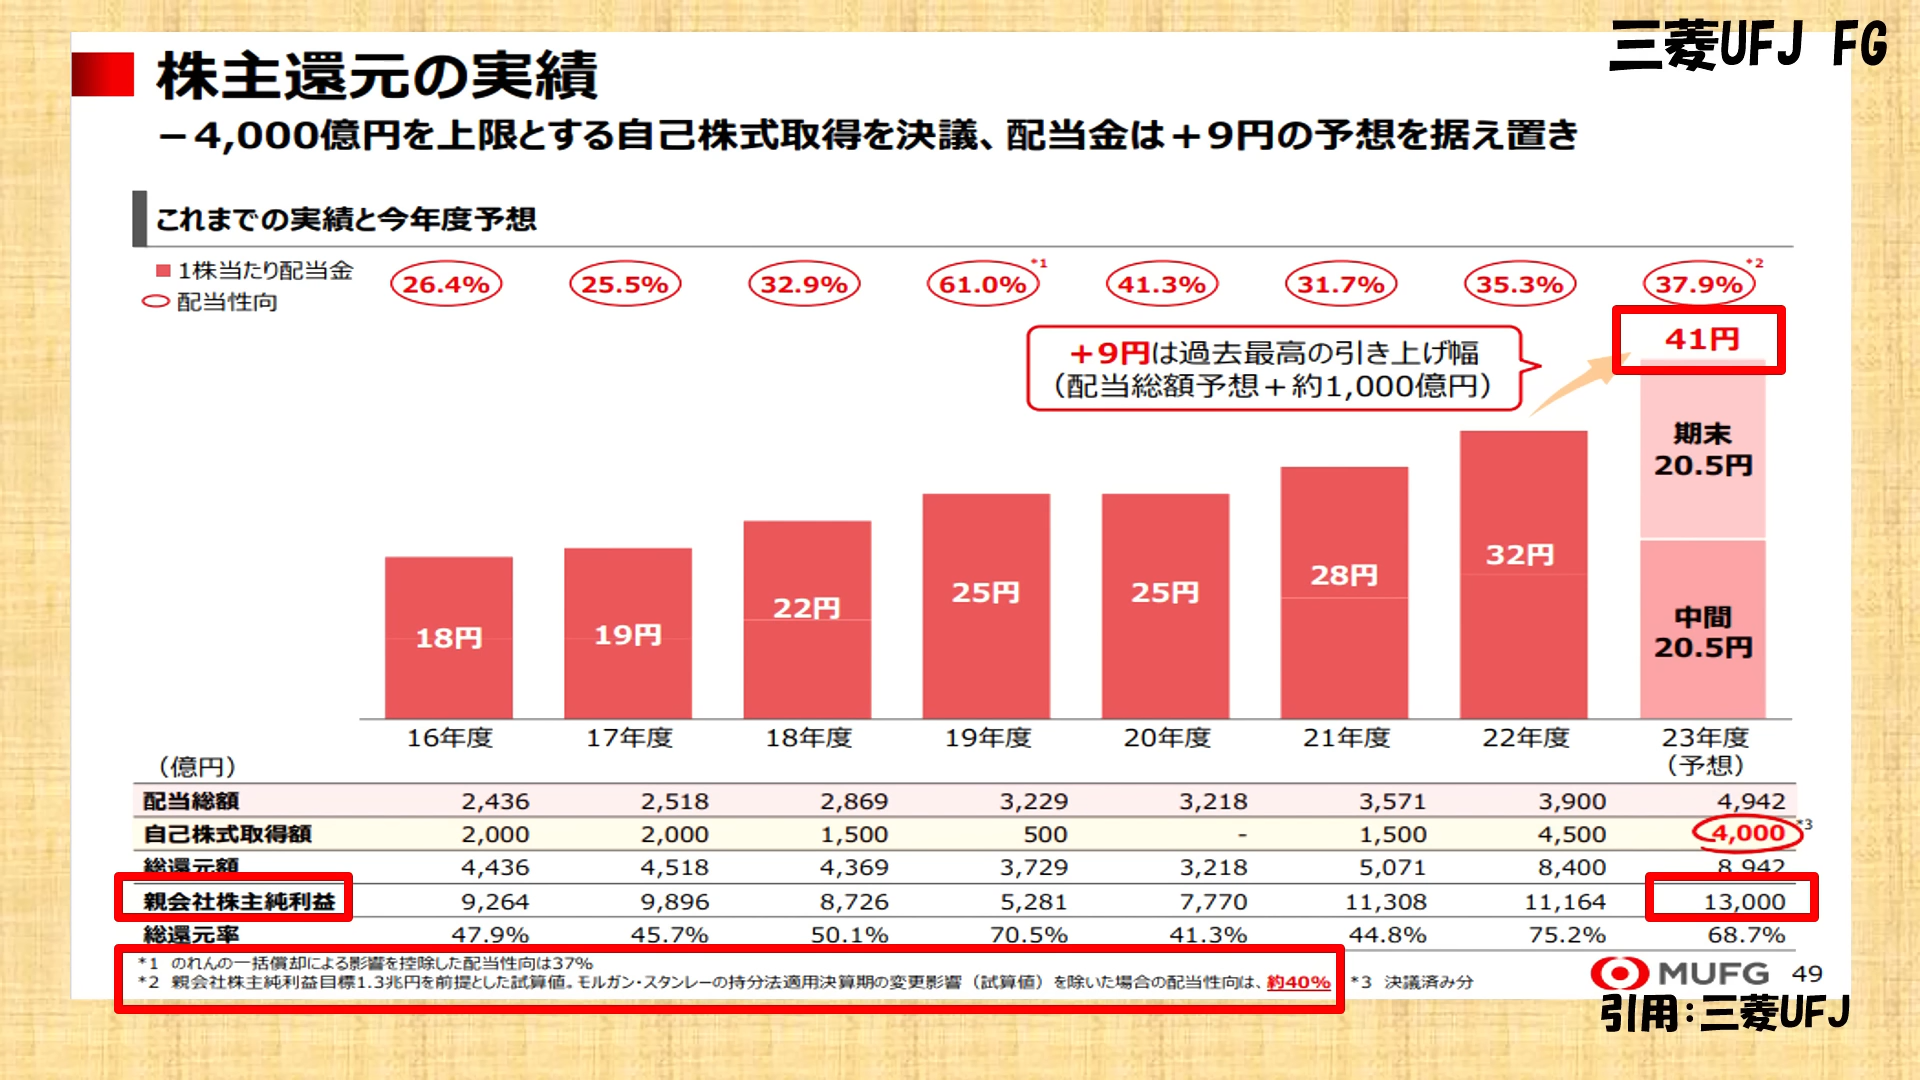 三菱UFJ FG
株主還元の実績
－4,000億円を上限とする自己株式取得を決議、配当金は＋9円の予想を据え置き
これまでの実績と今年度予想
1株当たり配当金
配当性向
26.4% 25.5% 32.9% 61.0% *1 41.3% 31.7% 35.3% 37.9% *2
＋9円は過去最高の引き上げ幅
（配当総額予想＋約1,000億円）
41円
期末
20.5円
中間
20.5円
18円 19円 22円 25円 25円 28円 32円
16年度 17年度 18年度 19年度 20年度 21年度 22年度 23年度
（予想）
（億円）
配当総額 2,436 2,518 2,869 3,229 3,218 3,571 3,900 4,942
自己株式取得額 2,000 2,000 1,500 500 - 1,500 4,500 4,000 *3
総還元額 4,436 4,518 4,369 3,729 3,218 5,071 8,400 8,942
親会社株主純利益 9,264 9,896 8,726 5,281 7,770 11,308 11,164 13,000
総還元率 47.9% 45.7% 50.1% 70.5% 41.3% 44.8% 75.2% 68.7%
*1 のれんの一括償却による影響を控除した配当性向は37%
*2 親会社株主純利益目標1.3兆円を前提とした試算値。モルガン・スタンレーの持分法適用決算期の変更影響（試算値）を除いた場合の配当性向は、約40% *3 決議済み分
MUFG 49
引用：三菱UFJ